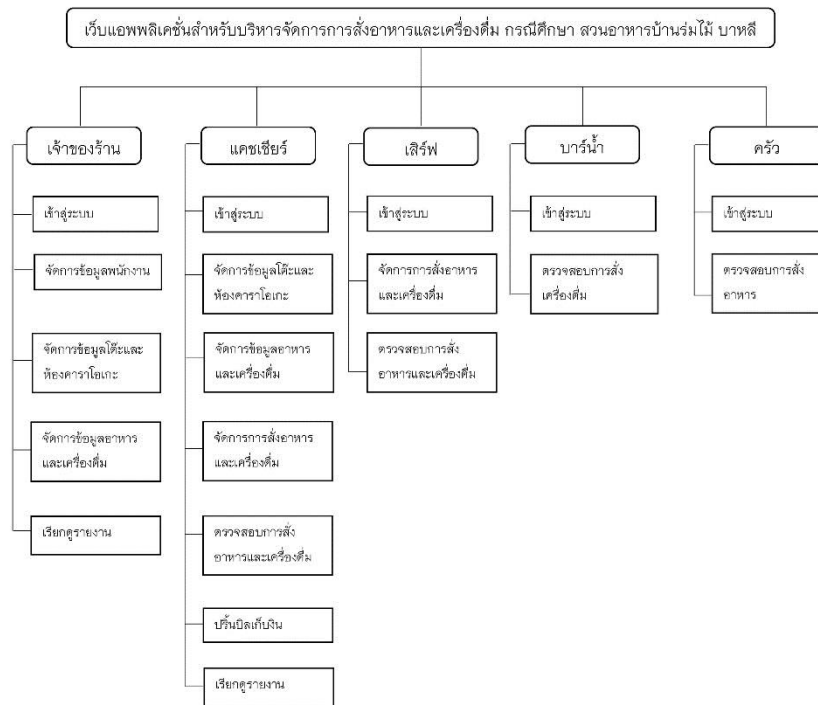 เว็บแอพพลิเคชั่นสำหรับบริหารจัดการการสั่งอาหารและเครื่องดื่ม กรณีศึกษา สวนอาหารบ้านร่มไม้ บาหลี
เจ้าของร้าน
เข้าสู่ระบบ
จัดการข้อมูลพนักงาน
จัดการข้อมูลโต๊ะและ
ห้องคาราโอเกะ
จัดการข้อมูลอาหาร
และเครื่องดื่ม
เรียกดูรายงาน
แคชเชียร์
เข้าสู่ระบบ
จัดการข้อมูลโต๊ะและ
ห้องคาราโอเกะ
จัดการข้อมูลอาหาร
และเครื่องดื่ม
จัดการการสั่งอาหาร
และเครื่องดื่ม
ตรวจสอบการสั่ง
อาหารและเครื่องดื่ม
ปริ้นบิลเก็บเงิน
เรียกดูรายงาน
เสิร์ฟ
เข้าสู่ระบบ
จัดการการสั่งอาหาร
และเครื่องดื่ม
ตรวจสอบการสั่ง
อาหารและเครื่องดื่ม
บาร์น้ำ
เข้าสู่ระบบ
ตรวจสอบการสั่ง
เครื่องดื่ม
ครัว
เข้าสู่ระบบ
ตรวจสอบการสั่ง
อาหาร